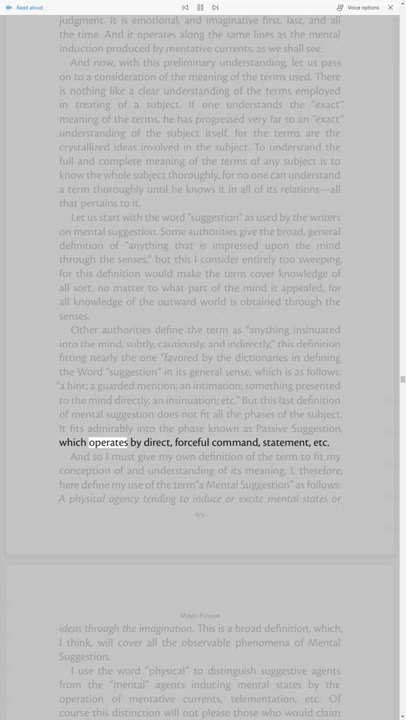 Read aloud
Voice options
judgment. It is emotional, and imaginative first, last, and all
the time. And it operates along the same lines as the mental
induction produced by mentative currents, as we shall see.
And now, with this preliminary understanding, let us pass
on to a consideration of the meaning of the terms used. There
is nothing like a clear understanding of the terms employed
in treating of a subject. If one understands the "exact"
meaning of the terms, he has progressed very far to an "exact"
understanding of the subject itself, for the terms are the
crystallized ideas involved in the subject. To understand the
full and complete meaning of the terms of any subject is to
know the whole subject thoroughly, for no one can understand
a term thoroughly until he knows it in all of its relations—all
that pertains to it.
Let us start with the word "suggestion" as used by the writers
on mental suggestion. Some authorities give the broad, general
definition of "anything that is impressed upon the mind
through the senses," but this I consider entirely too sweeping,
for this definition would make the term cover knowledge of
all sort, no matter to what part of the mind it appealed, for
all knowledge of the outward world is obtained through the
senses.
Other authorities define the term as "anything insinuated
into the mind, subtly, cautiously, and indirectly," this definition
fitting nearly the one "favored by the dictionaries in defining
the Word "suggestion" in its general sense, which is as follows:
"a hint; a guarded mention; an intimation; something presented
to the mind directly; an insinuation; etc." But this last definition
of mental suggestion does not fit all the phases of the subject.
It fits admirably into the phase known as Passive Suggestion,
which operates by direct, forceful command, statement, etc.
And so I must give my own definition of the term to fit my
conception of and understanding of its meaning. I, therefore,
here define my use of the term"a Mental Suggestion" as follows:
A physical agency tending to induce or excite mental states or
173
Mind-Power
ideas through the imagination. This is a broad definition, which,
I think, will cover all the observable phenomena of Mental
Suggestion.
I use the word "physical" to distinguish suggestive agents
from the "mental" agents inducing mental states by the
operation of mentative currents, telementation, etc. Of
course this distinction will not please those who would claim